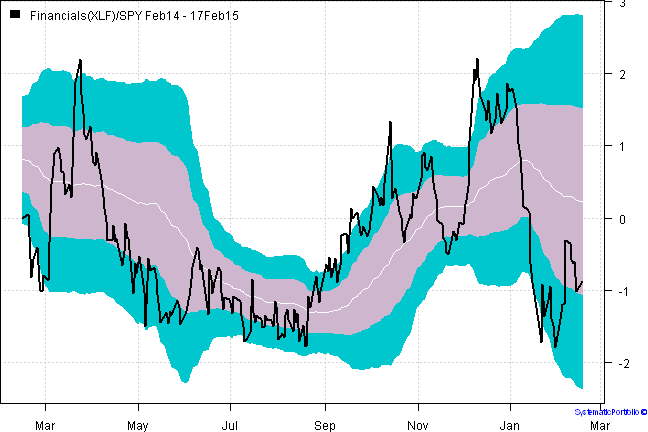 Financials(XLF)/SPY Feb14 - 17Feb15
3
2
1
0
-1
-2
SystematicPortfolio ©
Mar May Jul Sep Nov Jan Mar